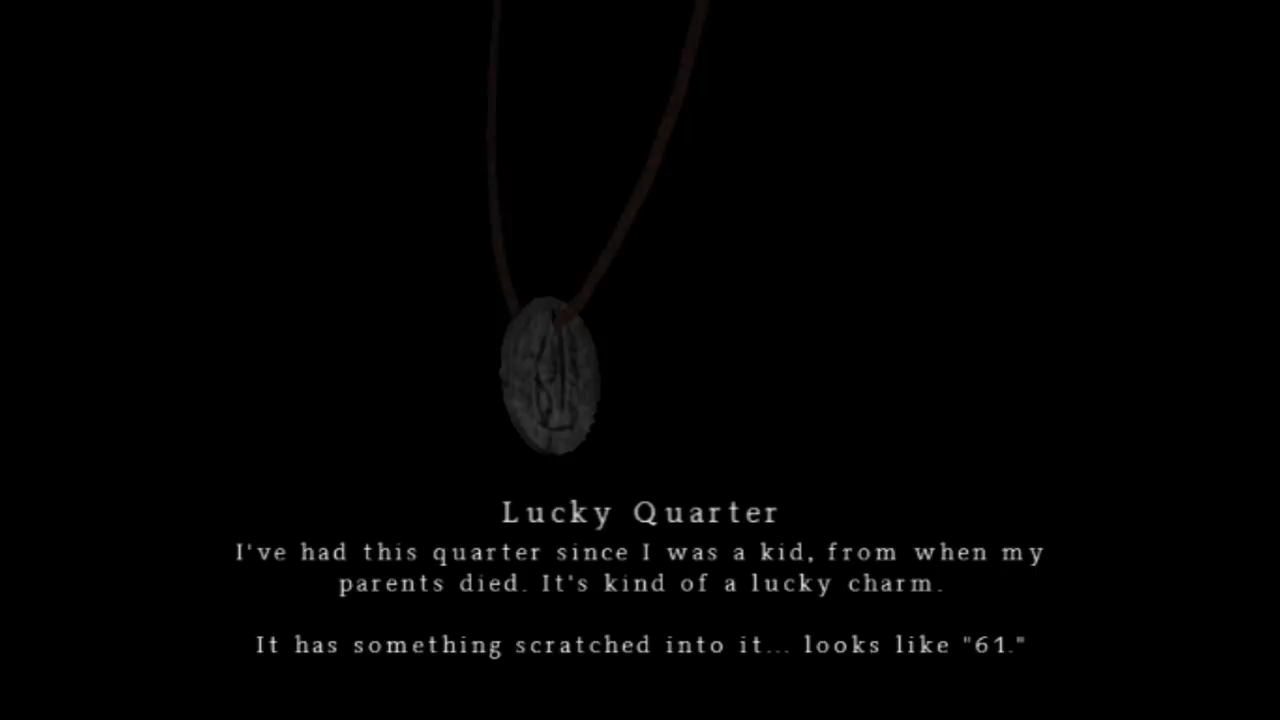 Lucky Quarter
I've had this quarter since I was a kid, from when my
parents died. It's kind of a lucky charm.
It has something scratched into it... looks like "61."